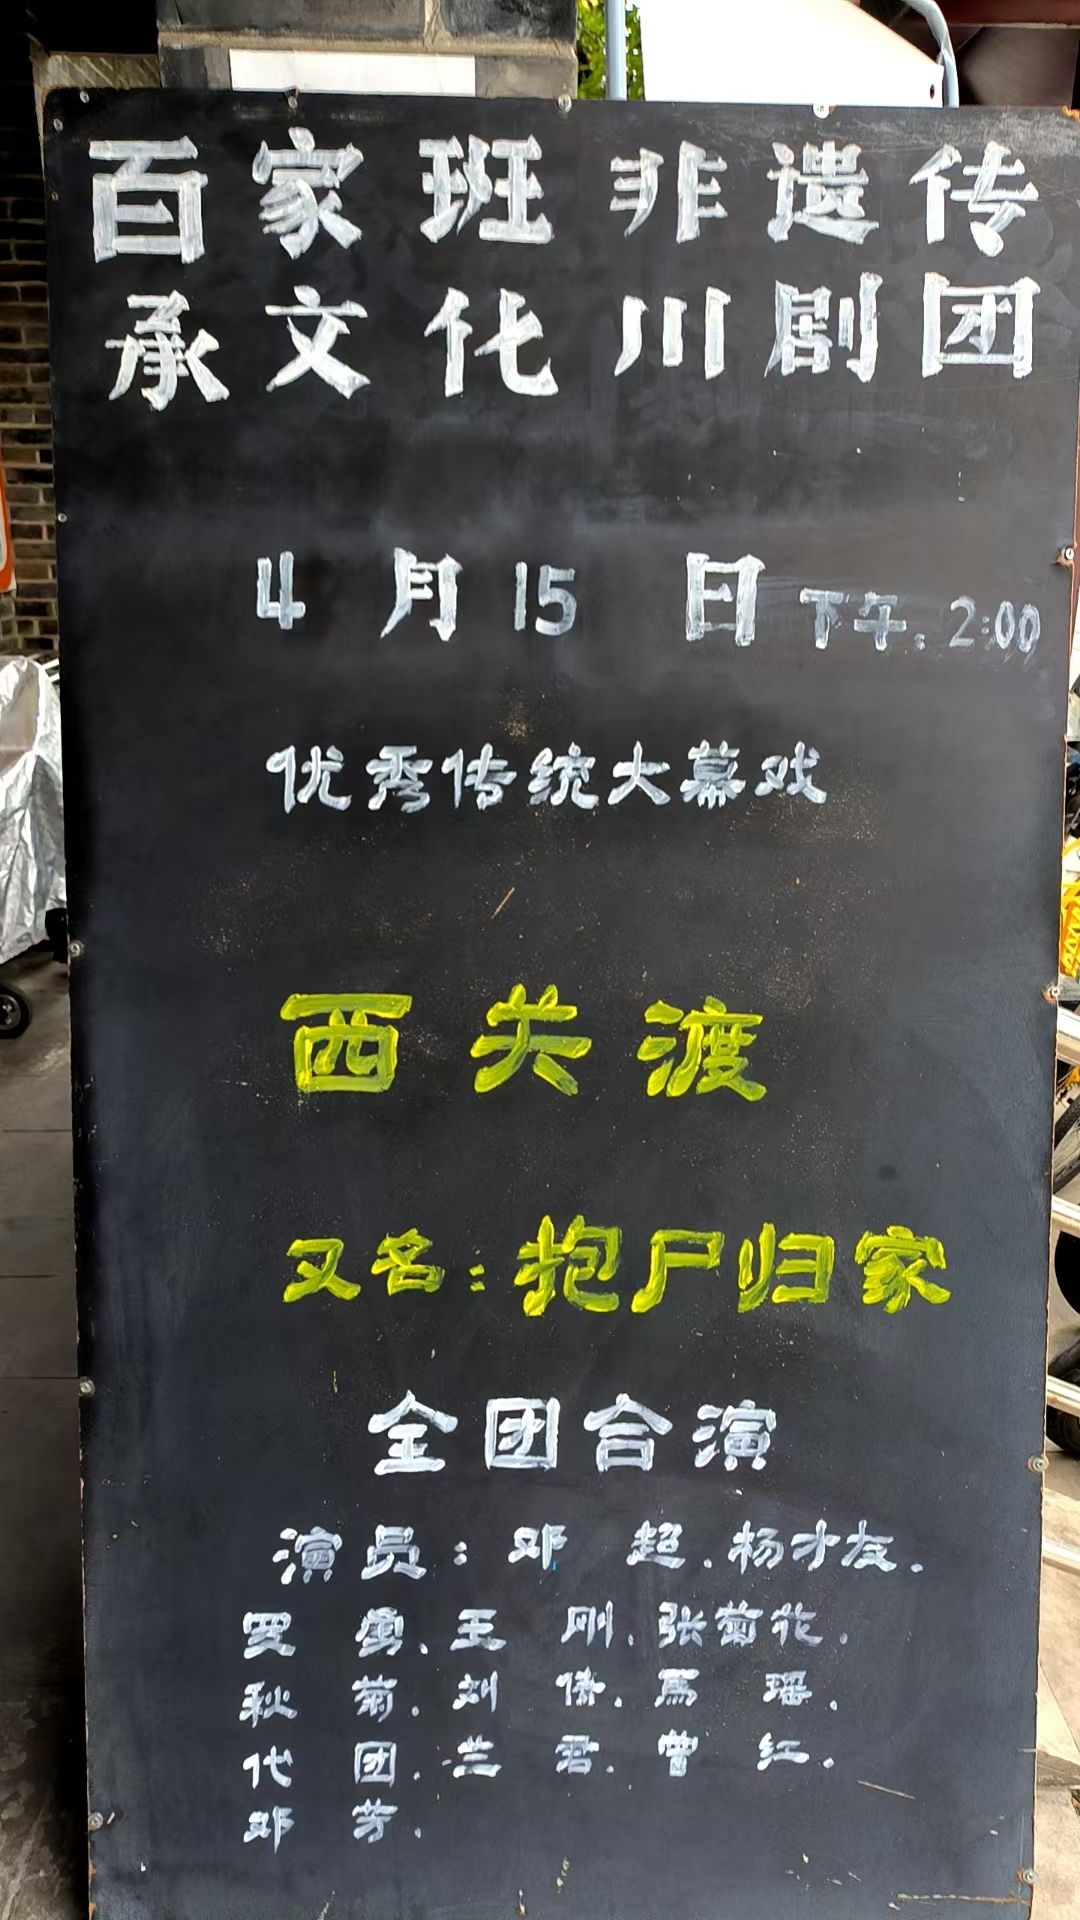 百家班非遗传
承文化川剧团
4月15日下午.2:00
优秀传统大幕戏
西关渡
又名:抱尸归家
全团合演
演员:邓超.杨才友.
罗勇.王刚.张菊花.
秋菊.刘倩.馬瑶.
代团.兰君.曾红.
邓芳.